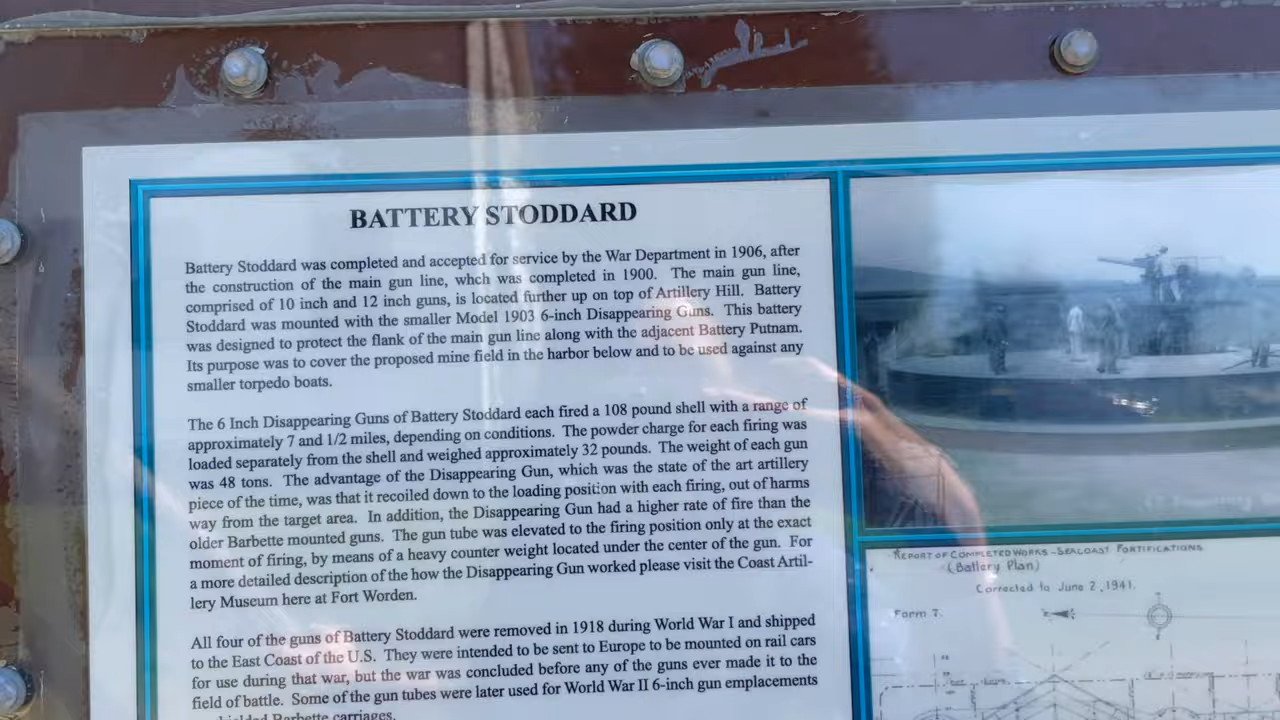 BATTERY STODDARD
Battery Stoddard was completed and accepted for service by the War Department in 1906, after
the construction of the main gun line, whch was completed in 1900. The main gun line,
comprised of 10 inch and 12 inch guns, is located further up on top of Artillery Hill. Battery
Stoddard was mounted with the smaller Model 1903 6-inch Disappearing Guns. This battery
was designed to protect the flank of the main gun line along with the adjacent Battery Putnam.
Its purpose was to cover the proposed mine field in the harbor below and to be used against any
smaller torpedo boats.
The 6 Inch Disappearing Guns of Battery Stoddard each fired a 108 pound shell with a range of
approximately 7 and 1/2 miles, depending on conditions. The powder charge for each firing was
loaded separately from the shell and weighed approximately 32 pounds. The weight of each gun
was 48 tons. The advantage of the Disappearing Gun, which was the state of the art artillery
piece of the time, was that it recoiled down to the loading position with each firing, out of harms
way from the target area. In addition, the Disappearing Gun had a higher rate of fire than the
older Barbette mounted guns. The gun tube was elevated to the firing position only at the exact
moment of firing, by means of a heavy counter weight located under the center of the gun. For
a more detailed description of the how the Disappearing Gun worked please visit the Coast Artil-
lery Museum here at Fort Worden.
All four of the guns of Battery Stoddard were removed in 1918 during World War I and shipped
to the East Coast of the U.S. They were intended to be sent to Europe to be mounted on rail cars
for use during that war, but the war was concluded before any of the guns ever made it to the
field of battle. Some of the gun tubes were later used for World War II 6-inch gun emplacements
Barbette carriages.
REPORT OF COMPLETED WORKS - SEACOAST FORTIFICATIONS
(Battery Plan)
Corrected to June 2, 1941.
Form 7.